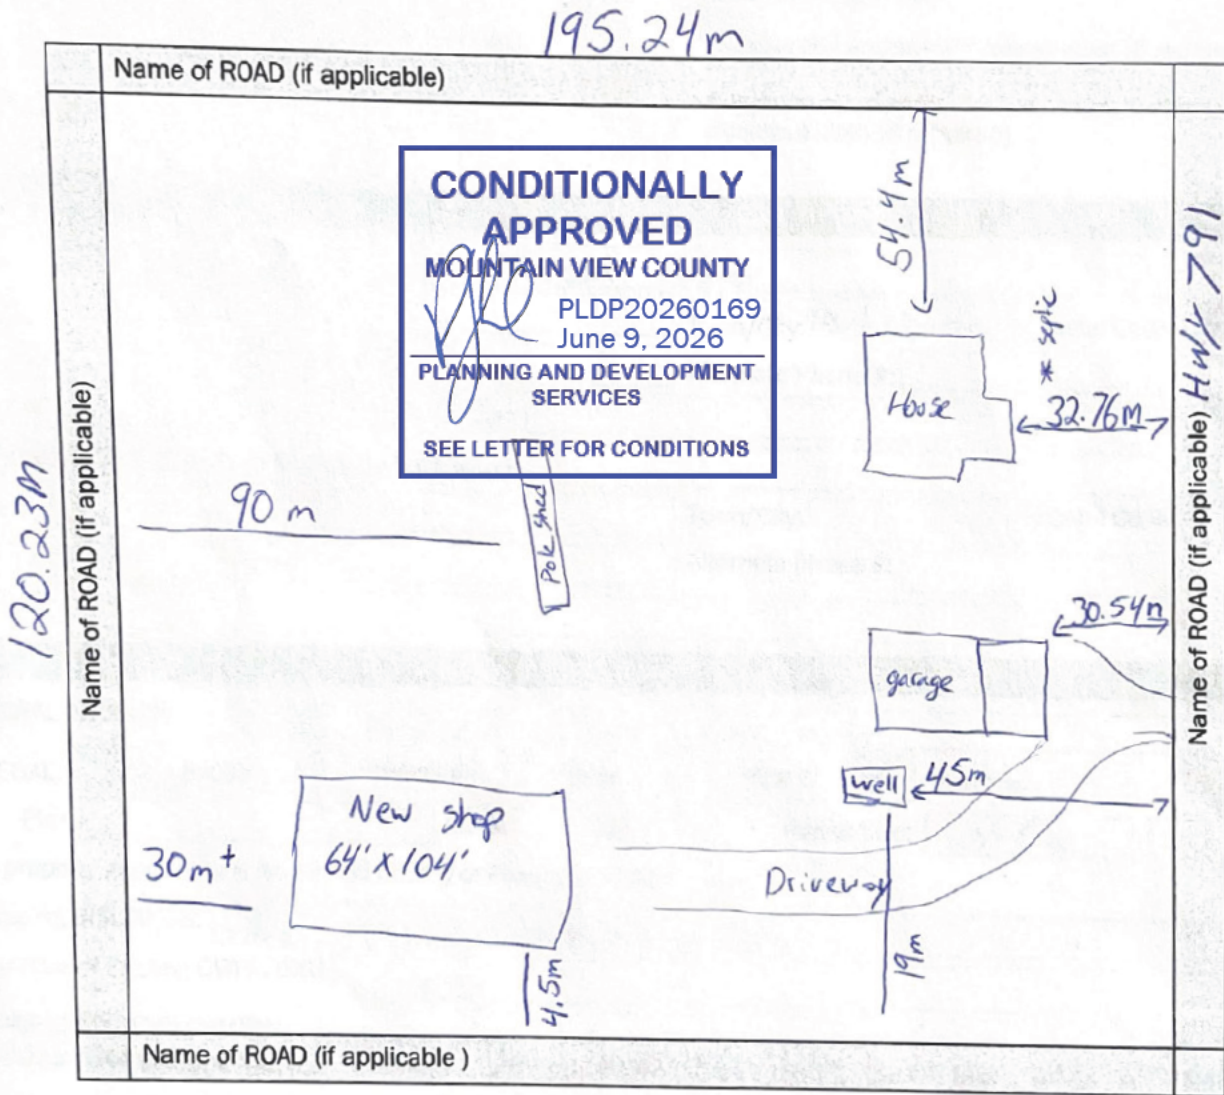 195.24m
Name of ROAD (if applicable)
CONDITIONALLY
APPROVED
MOUNTAIN VIEW COUNTY
PLDP20260169
June 9, 2026
PLANNING AND DEVELOPMENT
SERVICES
SEE LETTER FOR CONDITIONS
54.4m
* septic
House
32.76m
Hwy 791
Name of ROAD (if applicable)
120.23m
Name of ROAD (if applicable)
90 m
Pole shed
30.54m
garage
well
45m
New shop
64' x 104'
30m +
Driveway
4.5m
19m
Name of ROAD (if applicable )